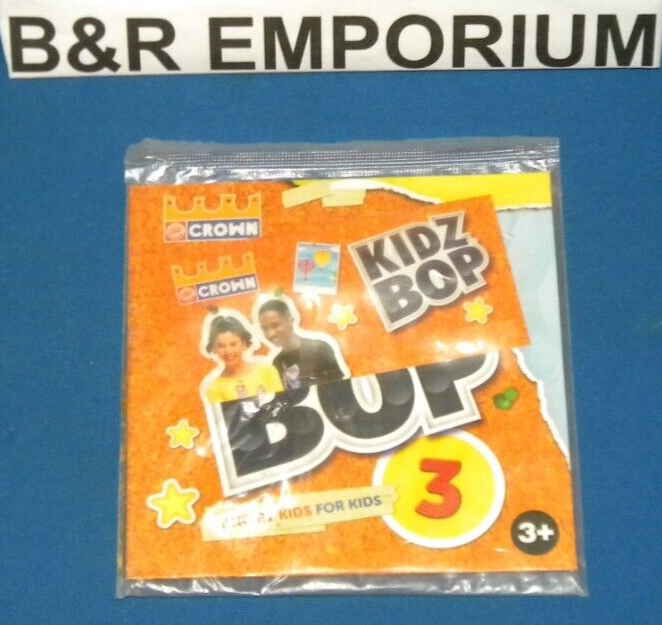 B&R EMPORIUM
CROWN
KIDZ
BOP
CROWN
BOP
3
KIDS FOR KIDS
3+